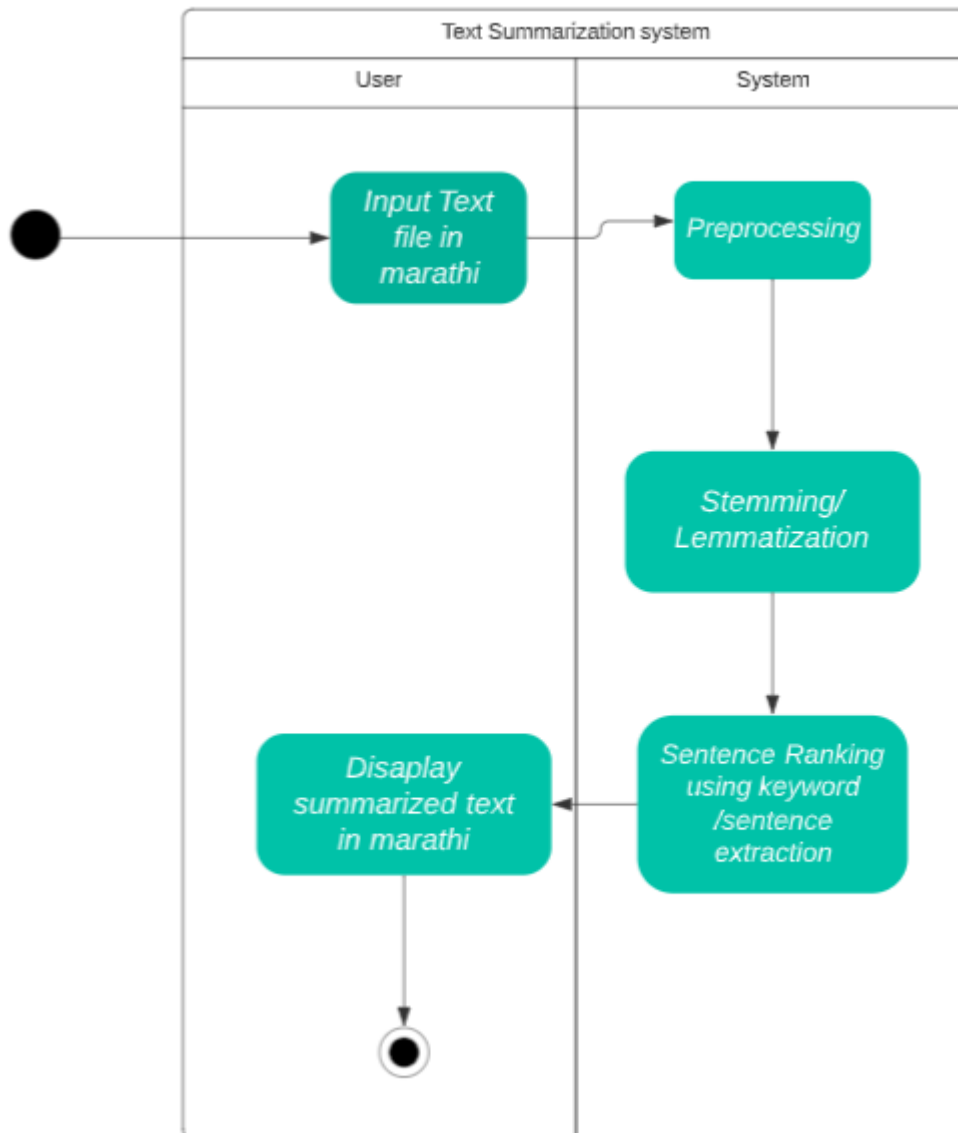 Text Summarization system
User
System
Input Text
file in
marathi
Preprocessing
Stemming/
Lemmatization
Sentence Ranking
using keyword
/sentence
extraction
Disaplay
summarized text
in marathi